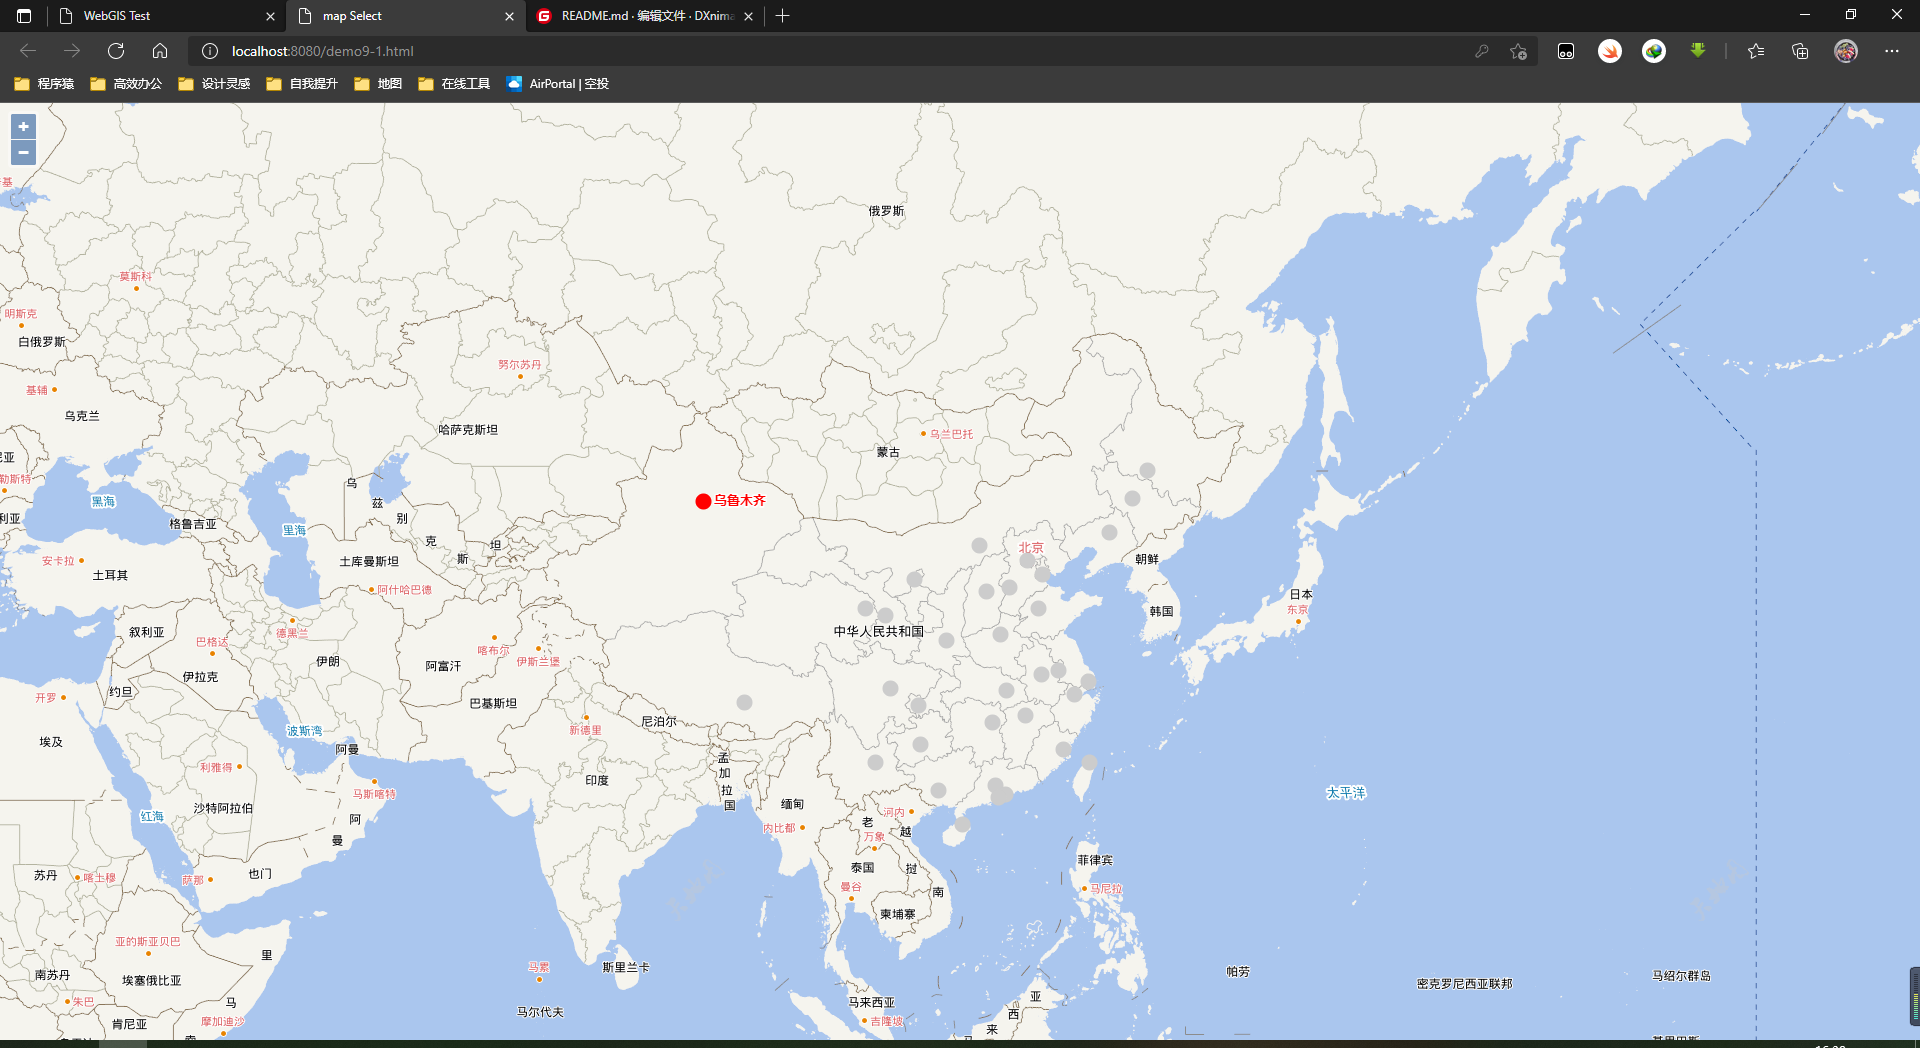 WebGIS Test
map Select
README.md · 编辑文件 · DXnima
localhost:8080/demo9-1.html
程序猿
高效办公
设计灵感
自我提升
地图
在线工具
AirPortal | 空投
+
−
基
俄罗斯
莫斯科
明斯克
白俄罗斯
努尔苏丹
基辅
乌克兰
哈萨克斯坦
乌兰巴托
蒙古
亚
勒斯特
利亚
黑海
乌
兹
别
克
斯
坦
乌鲁木齐
格鲁吉亚
里海
北京
朝鲜
安卡拉
土耳其
土库曼斯坦
阿什哈巴德
日本
东京
韩国
叙利亚
巴格达
德黑兰
中华人民共和国
伊拉克
伊朗
阿富汗
喀布尔
伊斯兰堡
约旦
开罗
巴基斯坦
新德里
尼泊尔
埃及
波斯湾
阿曼
利雅得
马斯喀特
印度
孟
加
拉
国
太平洋
沙特阿拉伯
红海
阿
曼
缅甸
内比都
河内
老
万象
越
挝
泰国
曼谷
南
柬埔寨
菲律宾
马尼拉
苏丹
喀土穆
萨那
也门
亚的斯亚贝巴
埃塞俄比亚
里
南苏丹
朱巴
肯尼亚
马
摩加迪沙
索
马累
马尔代夫
斯里兰卡
马来西亚
吉隆坡
亚
西
来
马
帕劳
密克罗尼西亚联邦
马绍尔群岛